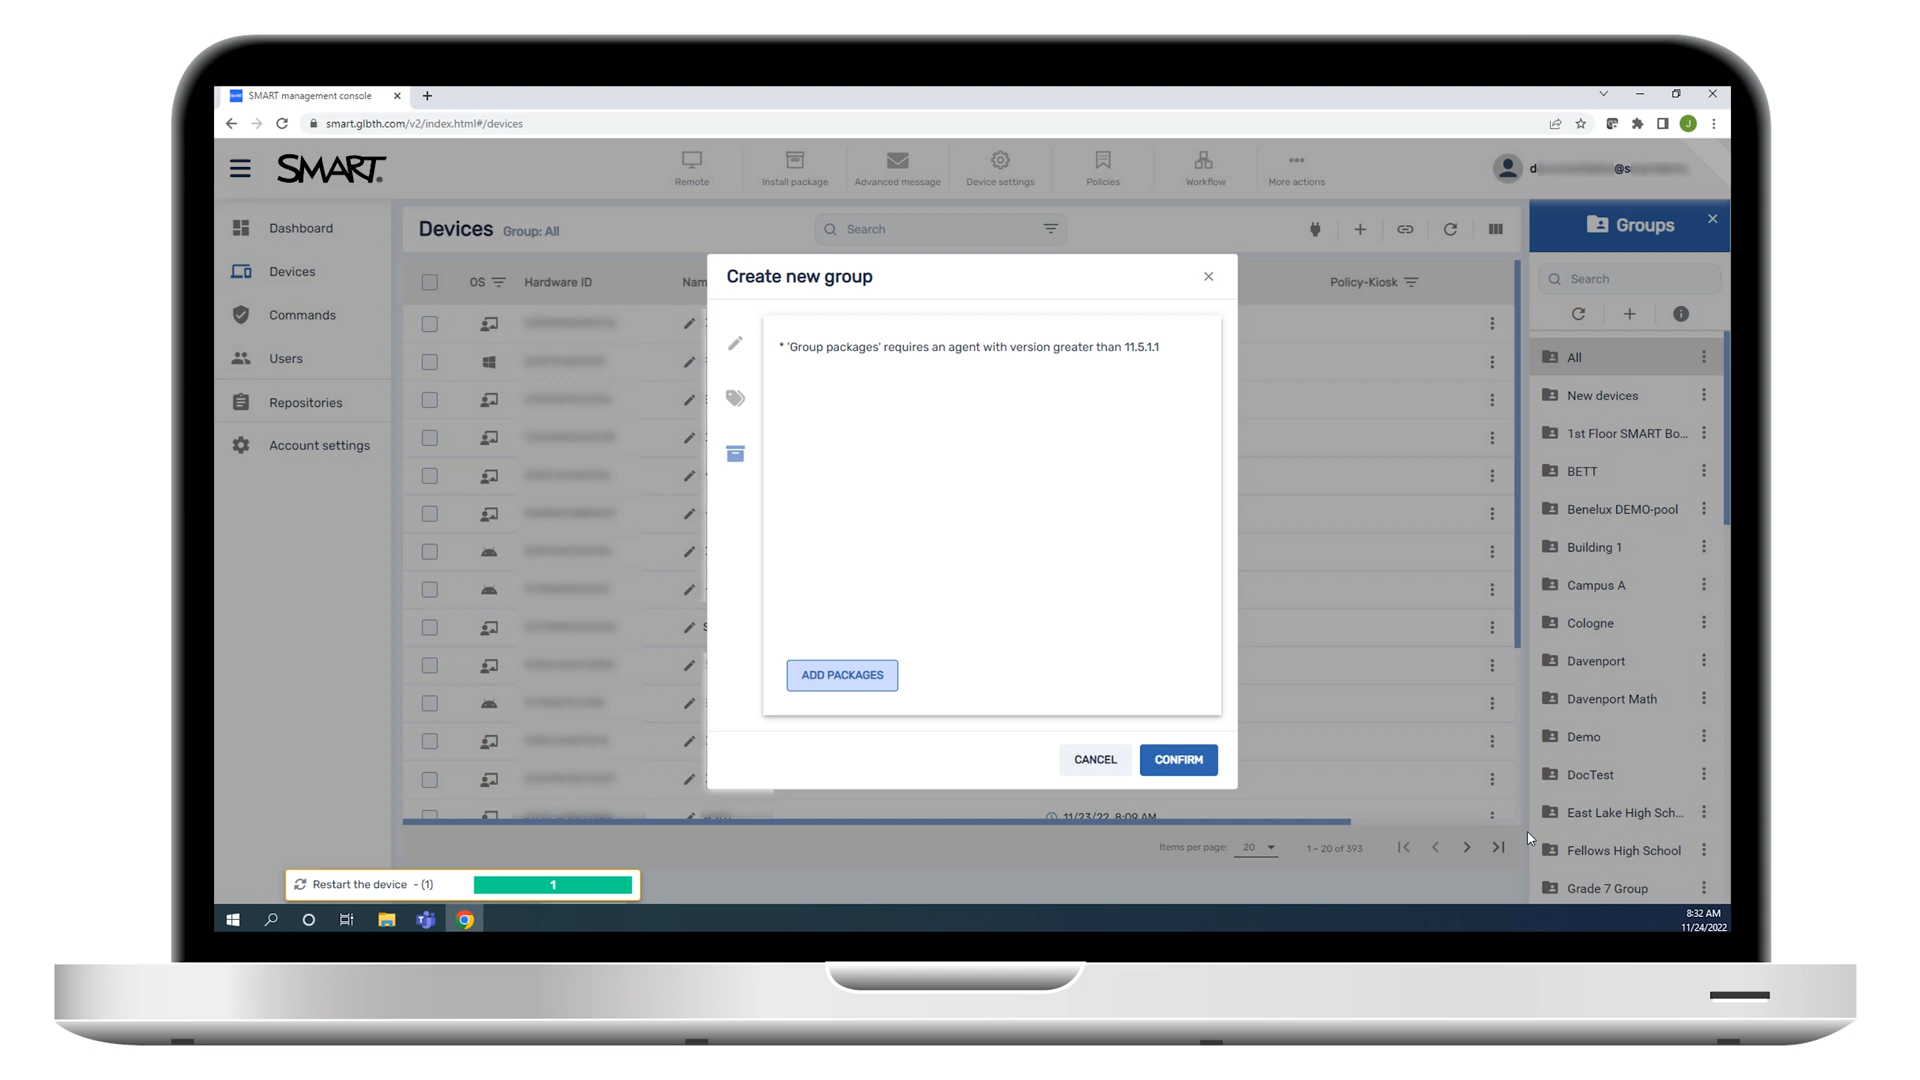 SMART management console
smart.glbth.com/v2/index.html#/devices
SMART
Remote
Install package
Advanced message
Device settings
Policies
Workflow
More actions
d
@s
Dashboard
Devices
Commands
Users
Repositories
Account settings
Devices Group: All
Search
OS
Hardware ID
Nam
Policy-Kiosk
Create new group
* 'Group packages' requires an agent with version greater than 11.5.1.1
ADD PACKAGES
CANCEL
CONFIRM
11/23/22, 8:09 AM
Items per page: 20
1 – 20 of 393
Groups
Search
All
New devices
1st Floor SMART Bo...
BETT
Benelux DEMO-pool
Building 1
Campus A
Cologne
Davenport
Davenport Math
Demo
DocTest
East Lake High Sch...
Fellows High School
Grade 7 Group
Restart the device - (1)
1
8:32 AM
11/24/2022